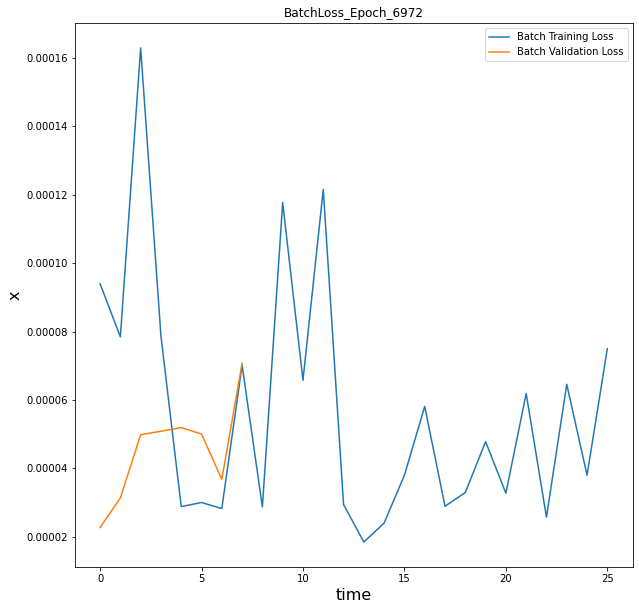 BatchLoss_Epoch_6972
Batch Training Loss
Batch Validation Loss
0.00016
0.00014
0.00012
0.00010
0.00008
0.00006
0.00004
0.00002
x
0 5 10 15 20 25
time